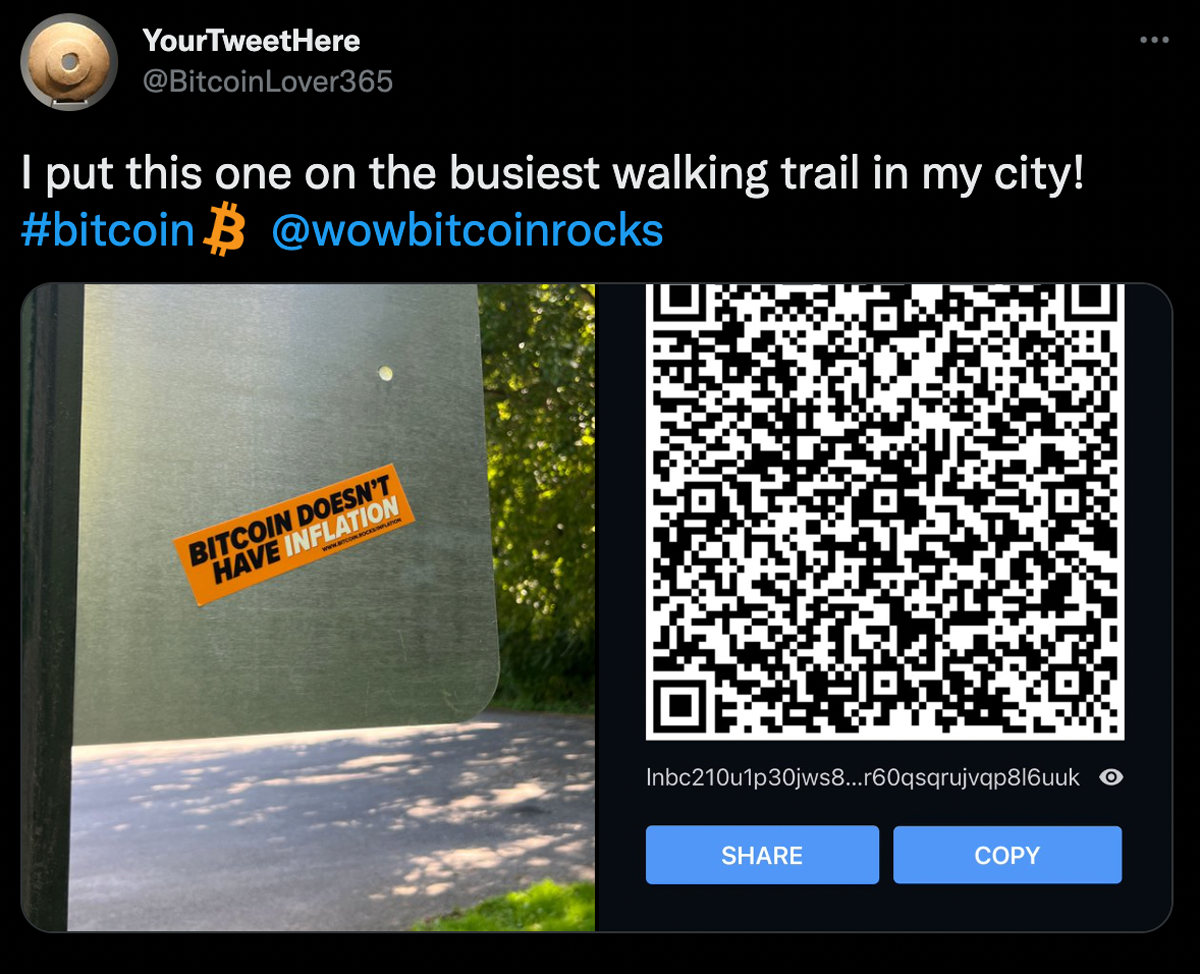 YourTweetHere
@BitcoinLover365
I put this one on the busiest walking trail in my city!
#bitcoin @wowbitcoinrocks
BITCOIN DOESN'T
HAVE INFLATION
WWW.BITCOIN.ROCKS/INFLATION
lnbc210u1p30jws8...r60qsqrujvqp8l6uuk
SHARE
COPY